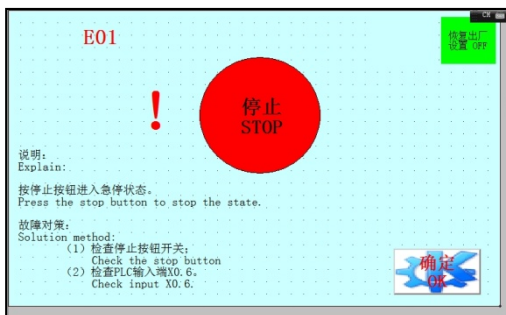 CH
E01
恢复出厂
设置 OFF
!
停止
STOP
说明:
Explain:
按停止按钮进入急停状态。
Press the stop button to stop the state.
故障对策:
Solution method:
(1) 检查停止按钮开关;
Check the stop button
(2) 检查PLC输入端X0.6。
Check input X0.6.
确定
OK